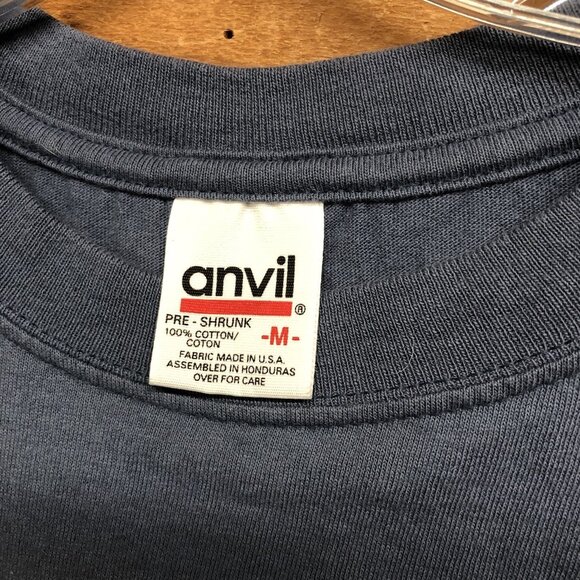 anvil
®
PRE - SHRUNK
100% COTTON/
COTON
-M-
FABRIC MADE IN U.S.A.
ASSEMBLED IN HONDURAS
OVER FOR CARE